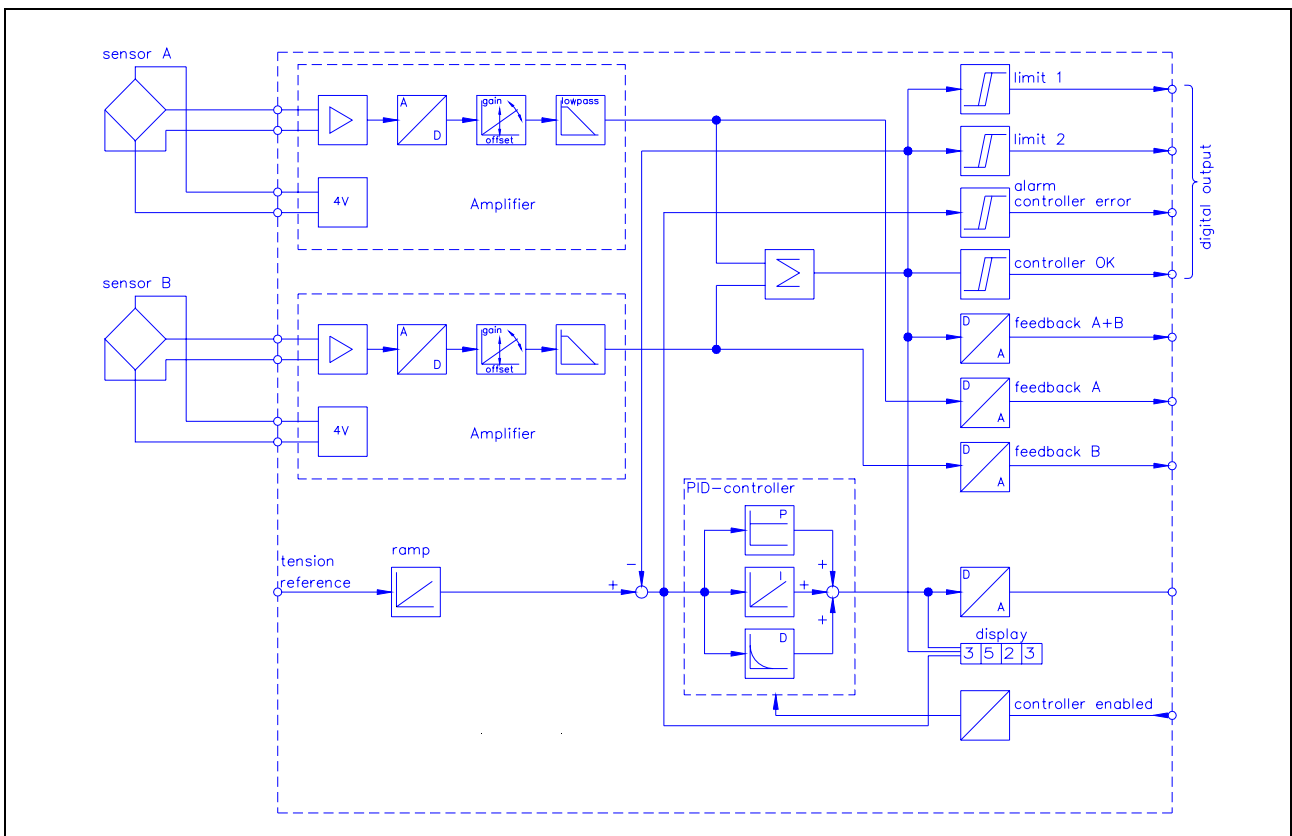 sensor A
gain
offset
A
D
lowpass
4V
Amplifier
limit 1
limit 2
alarm
controller error
controller OK
digital output
Σ
sensor B
A
D
gain
offset
4V
Amplifier
D
A
feedback A+B
D
A
feedback A
D
A
feedback B
PID-controller
P
I
D
+
+
+
tension
reference
ramp
-
+
D
A
display
3 5 2 3
controller enabled